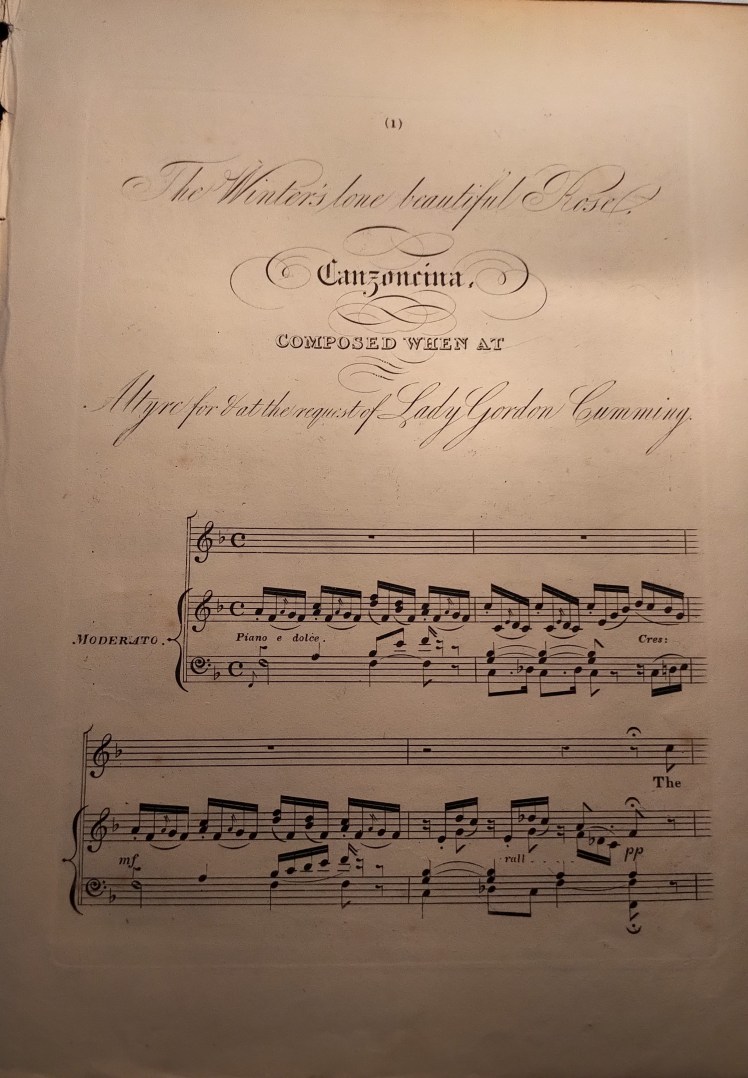 (1)
The Winter's lone beautiful Rose.
Canzoncina,
COMPOSED WHEN AT
Altyre for & at the request of Lady Gordon Cumming.
MODERATO.
Piano e dolce.
Cres:
The
mf
rall
pp